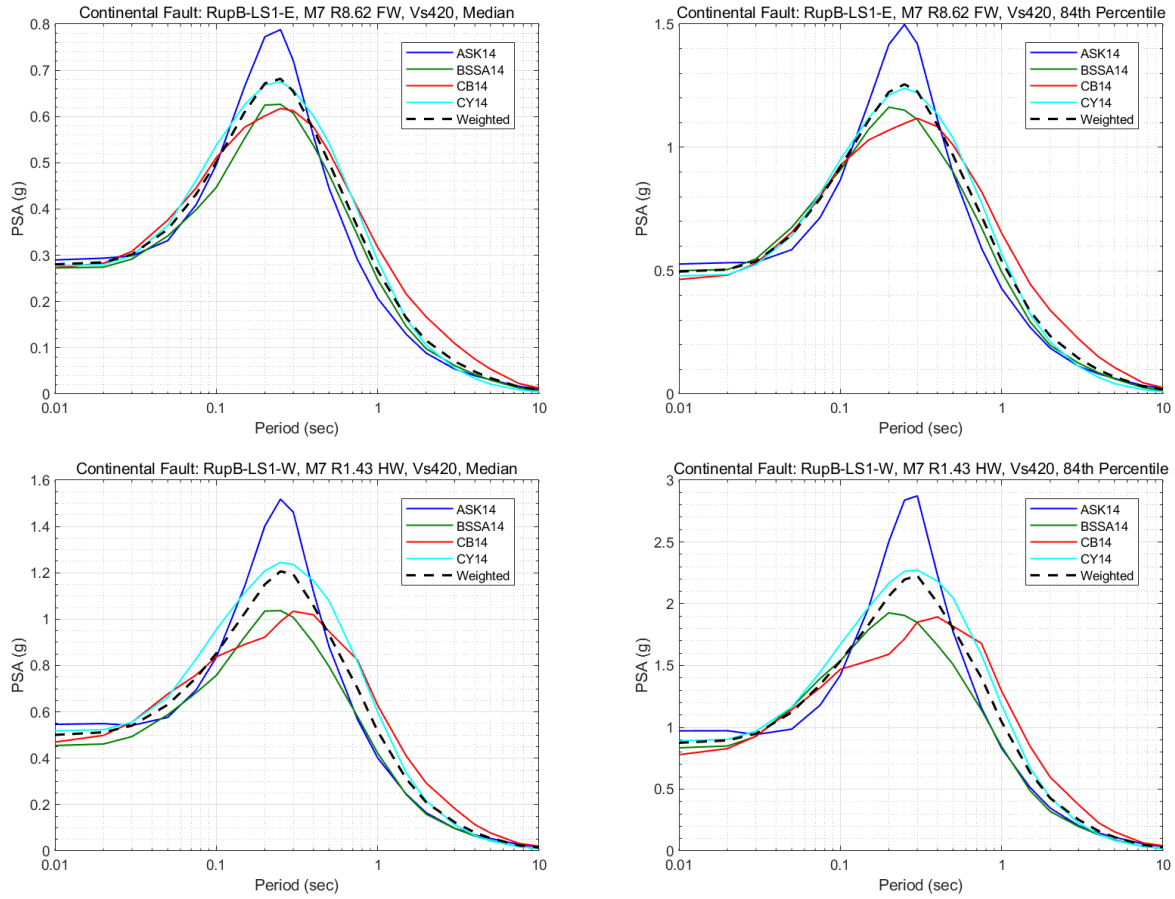 Continental Fault: RupB-LS1-E, M7 R8.62 FW, Vs420, Median
0.8
0.7
0.6
0.5
0.4
0.3
0.2
0.1
0
PSA (g)
ASK14
BSSA14
CB14
CY14
Weighted
0.01
0.1
1
10
Period (sec)
Continental Fault: RupB-LS1-E, M7 R8.62 FW, Vs420, 84th Percentile
1.5
1
0.5
0
PSA (g)
ASK14
BSSA14
CB14
CY14
Weighted
0.01
0.1
1
10
Period (sec)
Continental Fault: RupB-LS1-W, M7 R1.43 HW, Vs420, Median
1.6
1.4
1.2
1
0.8
0.6
0.4
0.2
0
PSA (g)
ASK14
BSSA14
CB14
CY14
Weighted
0.01
0.1
1
10
Period (sec)
Continental Fault: RupB-LS1-W, M7 R1.43 HW, Vs420, 84th Percentile
3
2.5
2
1.5
1
0.5
0
PSA (g)
ASK14
BSSA14
CB14
CY14
Weighted
0.01
0.1
1
10
Period (sec)